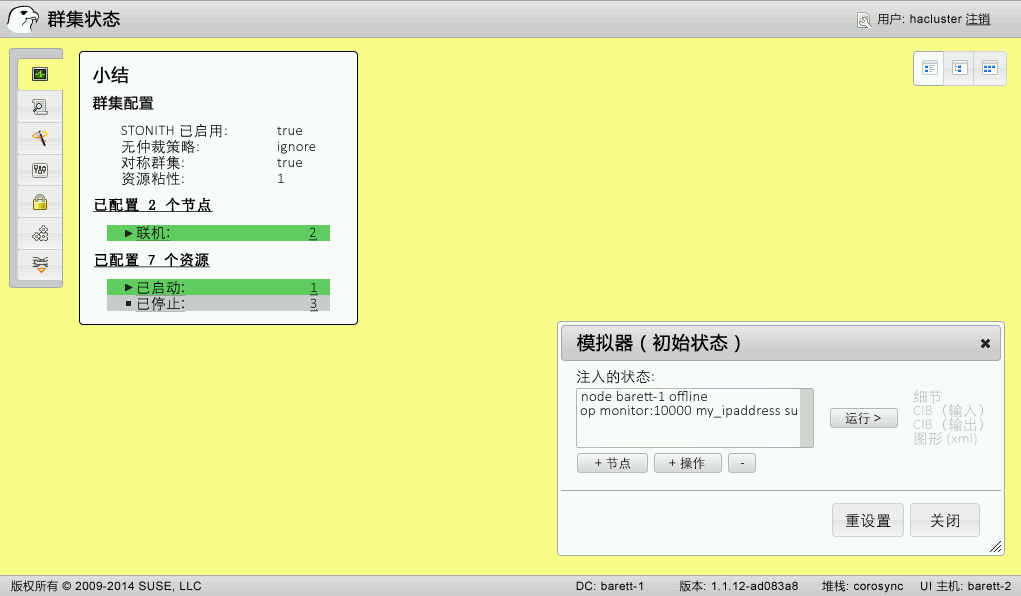 群集状态
用户: hacluster 注销
小结
群集配置
STONITH 已启用: true
无仲裁策略: ignore
对称群集: true
资源粘性: 1
已配置 2 个节点
联机: 2
已配置 7 个资源
已启动: 1
已停止: 3
模拟器（初始状态）
注入的状态:
node barett-1 offline
op monitor:10000 my_ipaddress su
运行 >
细节
CIB（输入）
CIB（输出）
图形 (xml)
+ 节点
+ 操作
-
重设置
关闭
版权所有 © 2009-2014 SUSE, LLC
DC: barett-1
版本: 1.1.12-ad083a8
堆栈: corosync
UI 主机: barett-2